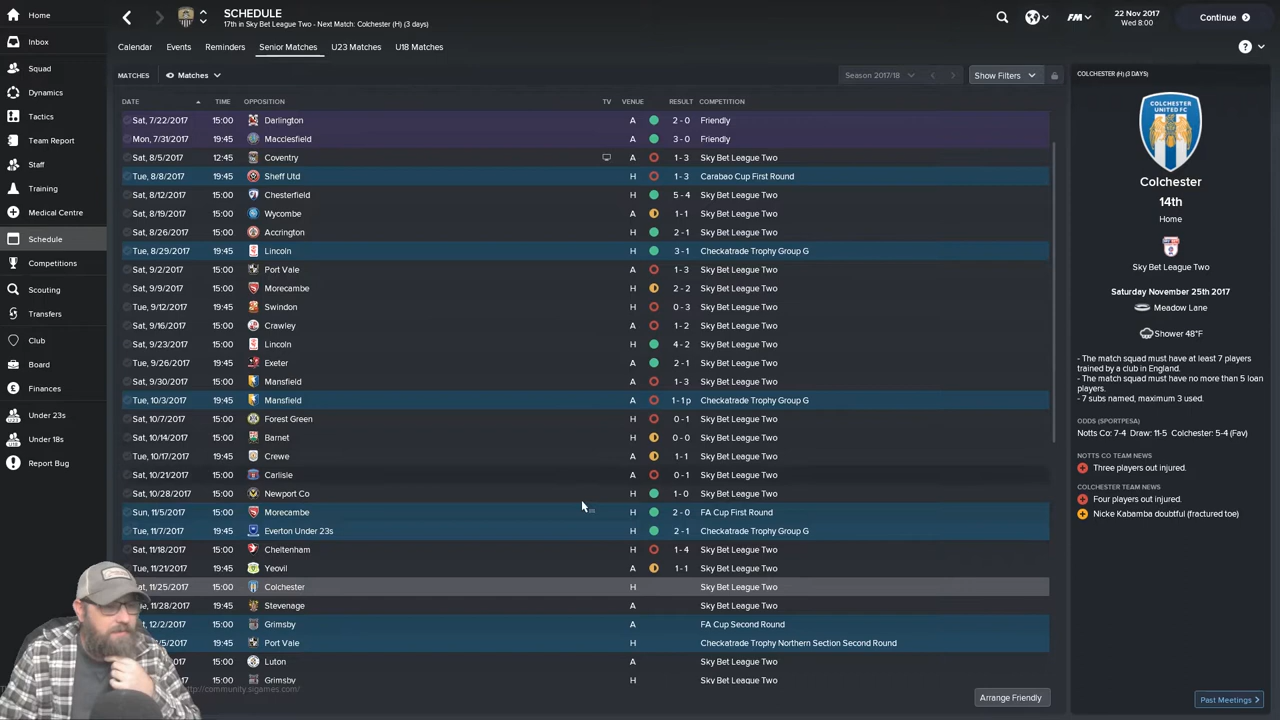 Home
SCHEDULE
17th in Sky Bet League Two - Next Match: Colchester (H) (3 days)
FM
22 Nov 2017
Wed 8:00
Continue
Inbox
Calendar
Events
Reminders
Senior Matches
U23 Matches
U18 Matches
?
Squad
MATCHES
Matches
Season 2017/18
Show Filters
COLCHESTER (H) (3 DAYS)
Dynamics
DATE TIME OPPOSITION TV VENUE RESULT COMPETITION
Tactics
Sat, 7/22/2017 15:00 Darlington A 2 - 0 Friendly
Team Report
Mon, 7/31/2017 19:45 Macclesfield A 3 - 0 Friendly
Staff
Sat, 8/5/2017 12:45 Coventry A 1 - 3 Sky Bet League Two
Training
Tue, 8/8/2017 19:45 Sheff Utd H 1 - 3 Carabao Cup First Round
Medical Centre
Sat, 8/12/2017 15:00 Chesterfield H 5 - 4 Sky Bet League Two
Schedule
Sat, 8/19/2017 15:00 Wycombe A 1 - 1 Sky Bet League Two
Competitions
Sat, 8/26/2017 15:00 Accrington H 2 - 1 Sky Bet League Two
Scouting
Tue, 8/29/2017 19:45 Lincoln H 3 - 1 Checkatrade Trophy Group G
Transfers
Sat, 9/2/2017 15:00 Port Vale A 1 - 3 Sky Bet League Two
Club
Sat, 9/9/2017 15:00 Morecambe H 2 - 2 Sky Bet League Two
Board
Tue, 9/12/2017 19:45 Swindon H 0 - 3 Sky Bet League Two
Finances
Sat, 9/16/2017 15:00 Crawley A 1 - 2 Sky Bet League Two
Under 23s
Sat, 9/23/2017 15:00 Lincoln H 4 - 2 Sky Bet League Two
Under 18s
Tue, 9/26/2017 19:45 Exeter A 2 - 1 Sky Bet League Two
Report Bug
Sat, 9/30/2017 15:00 Mansfield A 1 - 3 Sky Bet League Two
Tue, 10/3/2017 19:45 Mansfield A 1 - 1 p Checkatrade Trophy Group G
Sat, 10/7/2017 15:00 Forest Green H 0 - 1 Sky Bet League Two
Sat, 10/14/2017 15:00 Barnet H 0 - 0 Sky Bet League Two
Tue, 10/17/2017 19:45 Crewe A 1 - 1 Sky Bet League Two
Sat, 10/21/2017 15:00 Carlisle A 0 - 1 Sky Bet League Two
Sat, 10/28/2017 15:00 Newport Co H 1 - 0 Sky Bet League Two
Sun, 11/5/2017 15:00 Morecambe H 2 - 0 FA Cup First Round
Tue, 11/7/2017 19:45 Everton Under 23s H 2 - 1 Checkatrade Trophy Group G
Sat, 11/18/2017 15:00 Cheltenham H 1 - 4 Sky Bet League Two
Tue, 11/21/2017 19:45 Yeovil A 1 - 1 Sky Bet League Two
Sat, 11/25/2017 15:00 Colchester H Sky Bet League Two
11/28/2017 19:45 Stevenage A Sky Bet League Two
12/2/2017 15:00 Grimsby A FA Cup Second Round
/5/2017 19:45 Port Vale H Checkatrade Trophy Northern Section Second Round
/2017 15:00 Luton A Sky Bet League Two
/2017 15:00 Grimsby H Sky Bet League Two
http://community.sigames.com/
Arrange Friendly
COLCHESTER UNITED FC
Colchester
14th
Home
Sky Bet League Two
Saturday November 25th 2017
Meadow Lane
Shower 48°F
- The match squad must have at least 7 players
trained by a club in England.
- The match squad must have no more than 5 loan
players.
- 7 subs named, maximum 3 used.
ODDS (SPORTPESA)
Notts Co: 7-4 Draw: 11-5 Colchester: 5-4 (Fav)
NOTTS CO TEAM NEWS
Three players out injured.
COLCHESTER TEAM NEWS
Four players out injured.
Nicke Kabamba doubtful (fractured toe)
Past Meetings